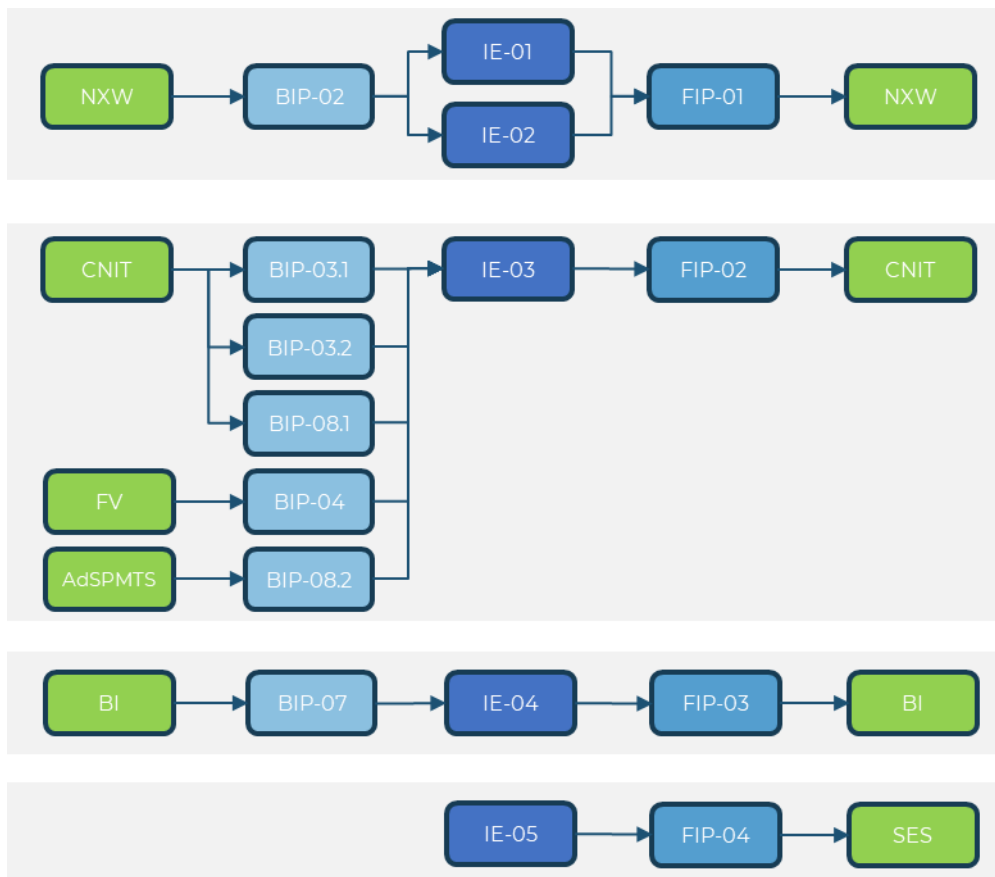 NXW
BIP-02
IE-01
IE-02
FIP-01
NXW
CNIT
BIP-03.1
IE-03
FIP-02
CNIT
BIP-03.2
BIP-08.1
FV
BIP-04
AdSPMTS
BIP-08.2
BI
BIP-07
IE-04
FIP-03
BI
IE-05
FIP-04
SES